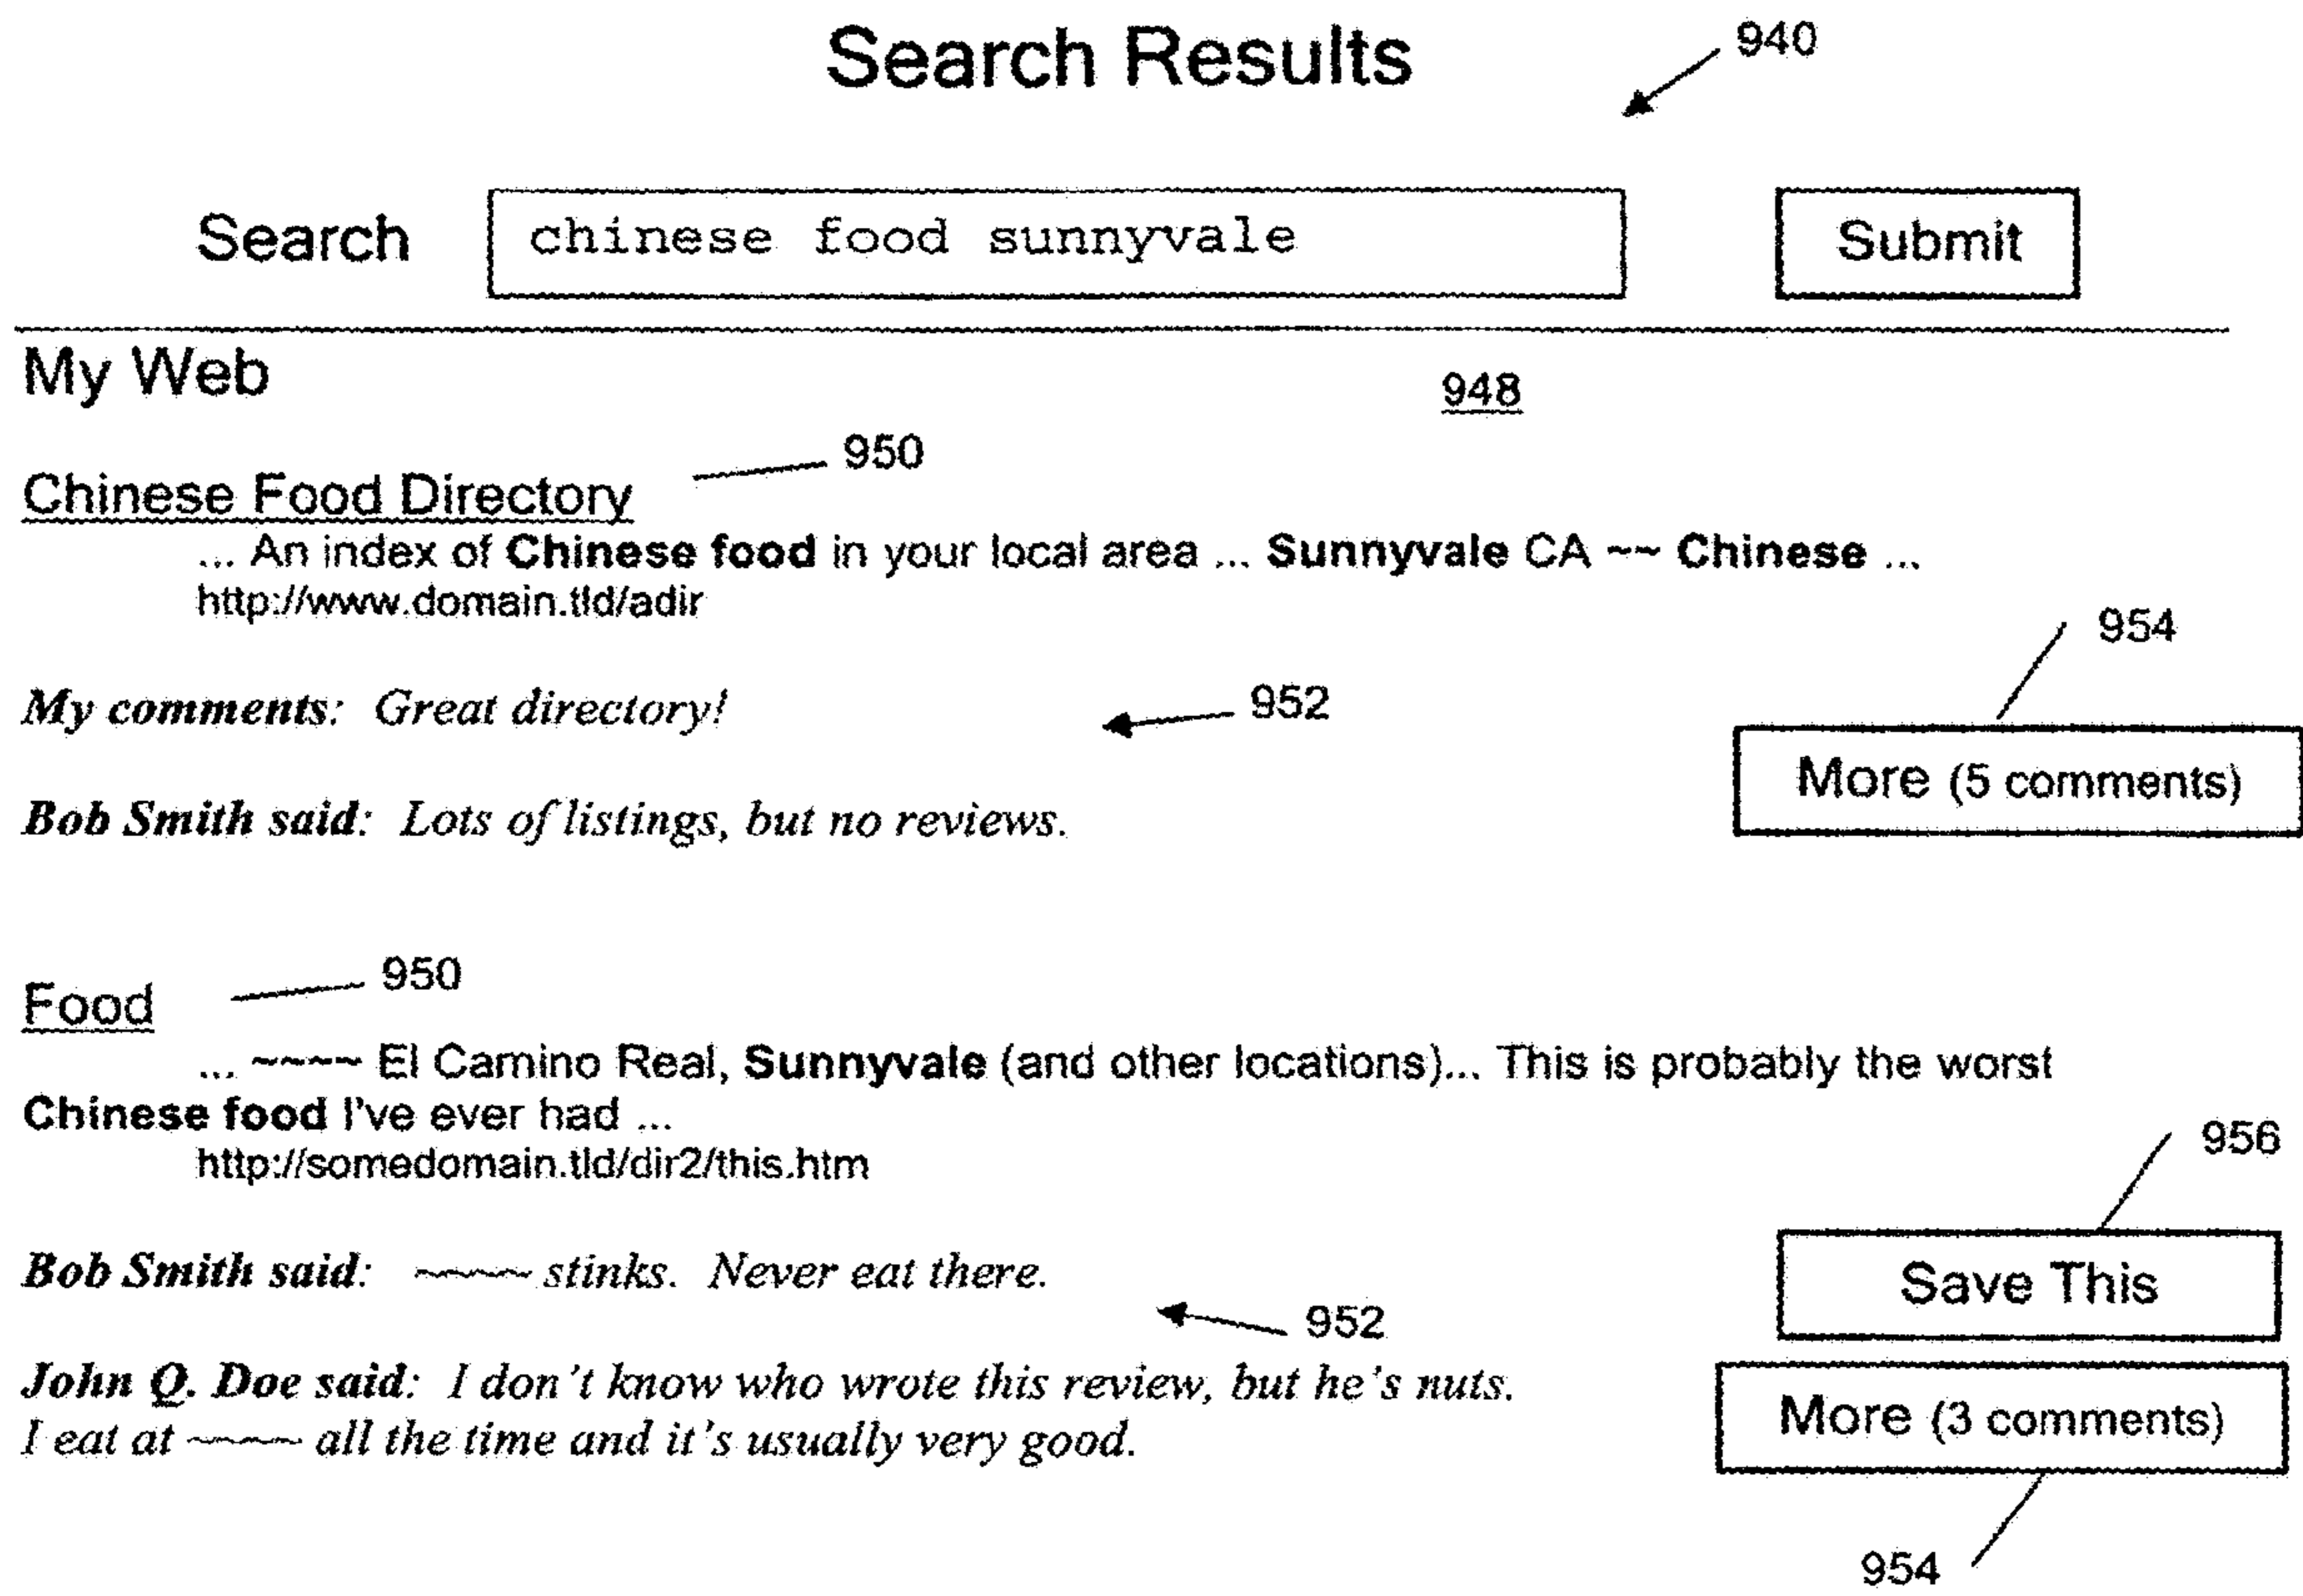 Search Results
940
Search
chinese food sunnyvale
Submit
My Web
948
950
Chinese Food Directory
... An index of Chinese food in your local area ... Sunnyvale CA ~~ Chinese ...
http://www.domain.tld/adir
954
My comments: Great directory!
952
More (5 comments)
Bob Smith said: Lots of listings, but no reviews.
950
Food
... ~~~~ El Camino Real, Sunnyvale (and other locations)... This is probably the worst
Chinese food I've ever had ...
956
http://somedomain.tld/dir2/this.htm
Bob Smith said: ~~~~ stinks. Never eat there.
Save This
952
John Q. Doe said: I don't know who wrote this review, but he's nuts.
I eat at ~~~~ all the time and it's usually very good.
More (3 comments)
954